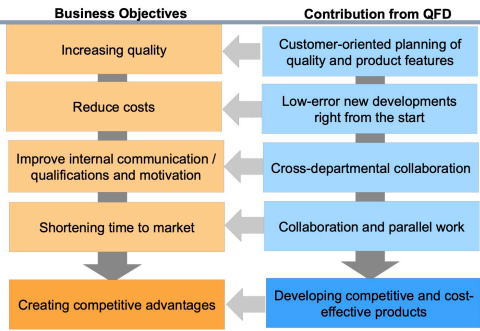 Business Objectives
Contribution from QFD
Increasing quality
Customer-oriented planning of
quality and product features
Reduce costs
Low-error new developments
right from the start
Improve internal communication /
qualifications and motivation
Cross-departmental collaboration
Shortening time to market
Collaboration and parallel work
Creating competitive advantages
Developing competitive and cost-
effective products